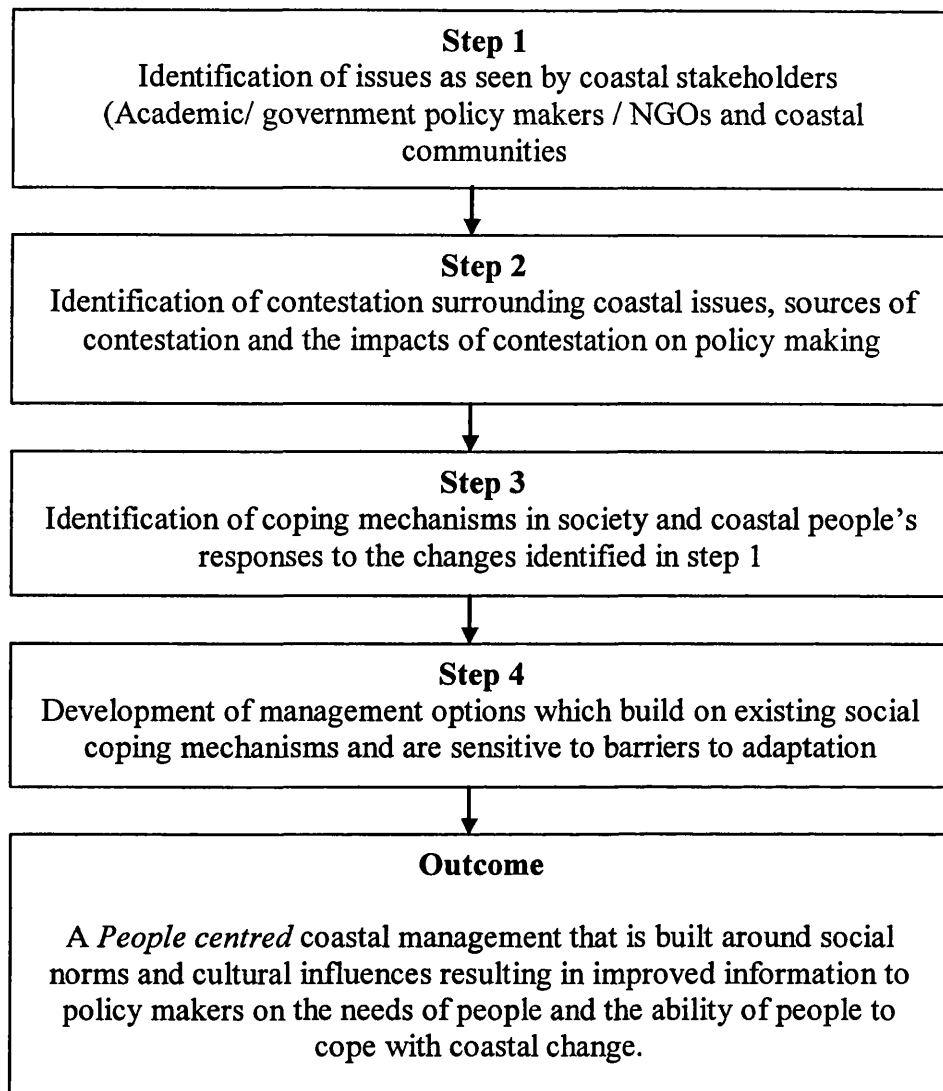 Step 1
Identification of issues as seen by coastal stakeholders
(Academic/ government policy makers / NGOs and coastal
communities
Step 2
Identification of contestation surrounding coastal issues, sources
of contestation and the impacts of contestation on policy making
Step 3
Identification of coping mechanisms in society and coastal people's
responses to the changes identified in step 1
Step 4
Development of management options which build on existing social
coping mechanisms and are sensitive to barriers to adaptation
Outcome
A People centred coastal management that is built around social
norms and cultural influences resulting in improved information to
policy makers on the needs of people and the ability of people to
cope with coastal change.